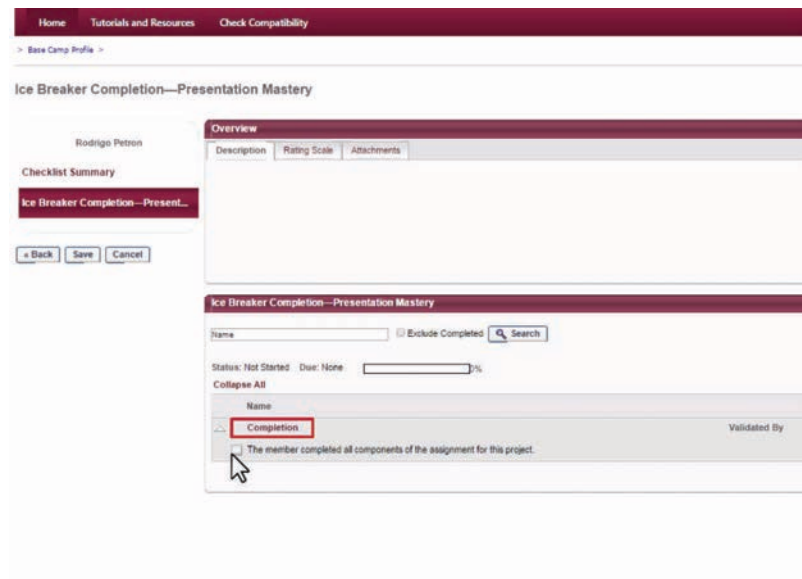 Home Tutorials and Resources Check Compatibility
> Base Camp Profile >
Ice Breaker Completion—Presentation Mastery
Rodrigo Petron
Checklist Summary
Ice Breaker Completion—Present...
« Back Save Cancel
Overview
Description Rating Scale Attachments
Ice Breaker Completion—Presentation Mastery
Name Exclude Completed Search
Status: Not Started Due: None 0%
Collapse All
Name
Completion Validated By
The member completed all components of the assignment for this project.